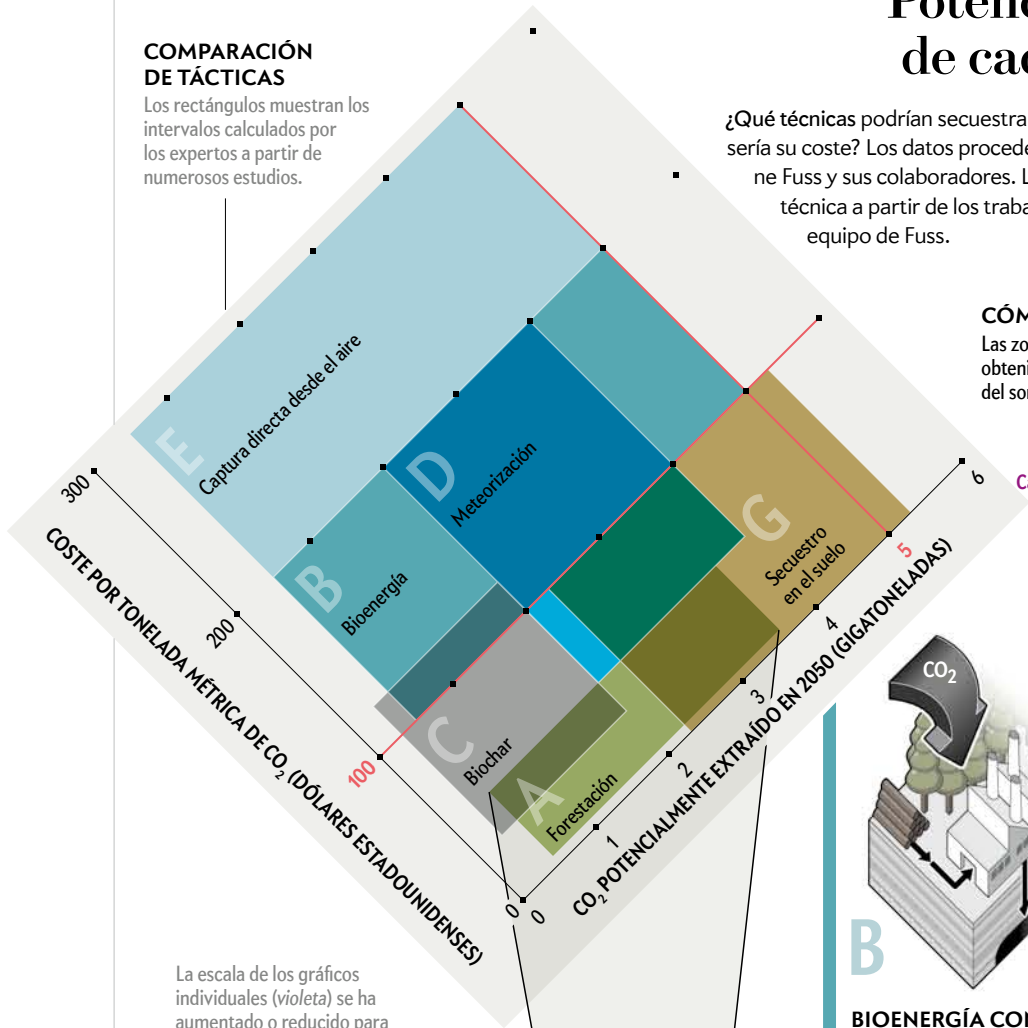 Potenc
de cad
COMPARACIÓN
DE TÁCTICAS
Los rectángulos muestran los
intervalos calculados por
los expertos a partir de
numerosos estudios.
¿Qué técnicas podrían secuestra
sería su coste? Los datos procede
ne Fuss y sus colaboradores. L
técnica a partir de los traba
equipo de Fuss.
CÓM
Las zo
obteni
del so
Ca
E
Captura directa desde el aire
D
Meteorización
B
Bioenergía
G
Secuestro
en el suelo
C
Biochar
A
Forestación
300
200
100
0
COSTE POR TONELADA MÉTRICA DE CO₂ (DÓLARES ESTADOUNIDENSES)
0
1
2
3
4
5
6
CO₂ POTENCIALMENTE EXTRAÍDO EN 2050 (GIGATONELADAS)
CO₂
B
BIOENERGÍA CON
La escala de los gráficos
individuales (violeta) se ha
aumentado o reducido para